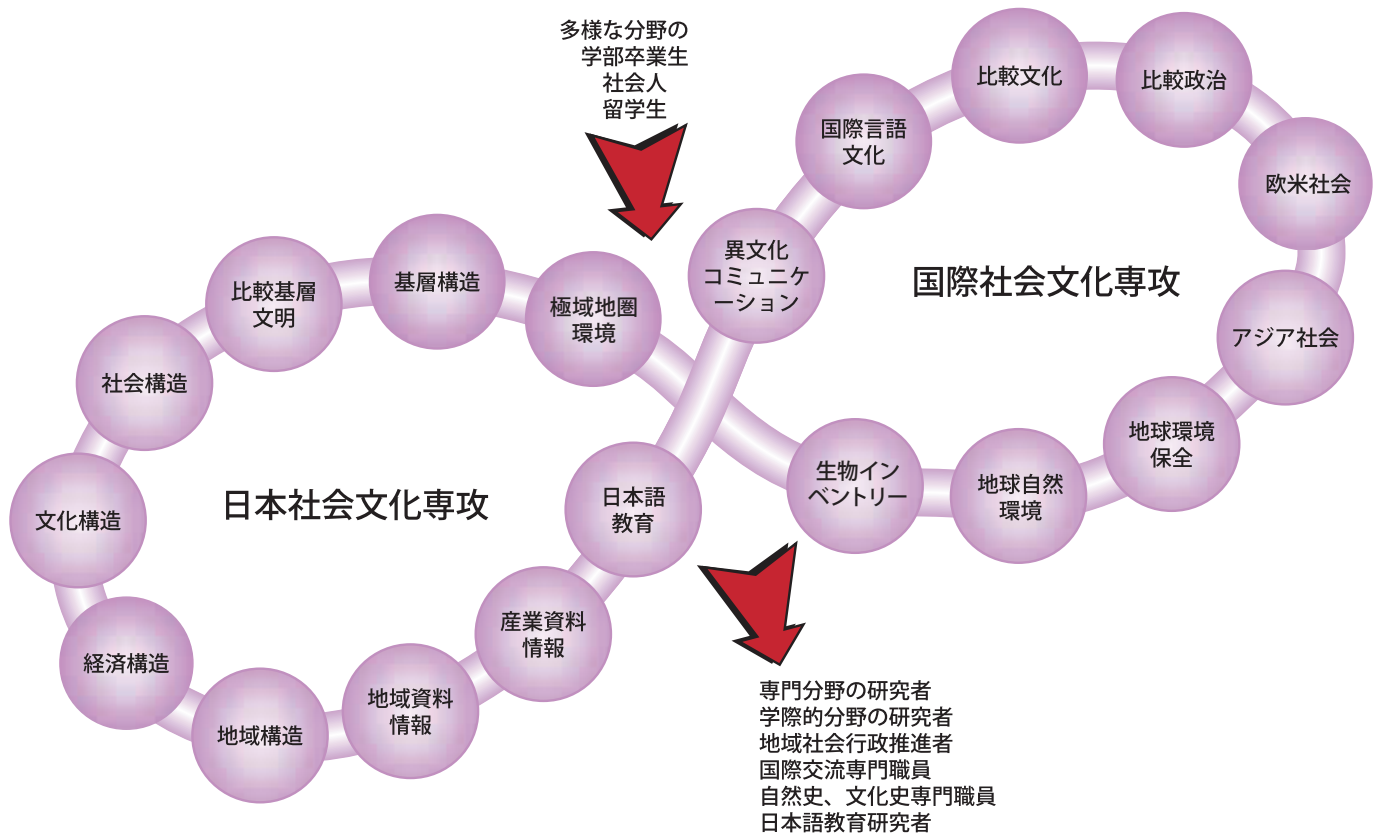 多様な分野の
学部卒業生
社会人
留学生
比較文化
比較政治
国際言語
文化
欧米社会
異文化
コミュニケ
ーション
国際社会文化専攻
アジア社会
地球環境
保全
地球自然
環境
生物イン
ベントリー
極域地圏
環境
基層構造
比較基層
文明
社会構造
日本社会文化専攻
文化構造
経済構造
地域構造
地域資料
情報
産業資料
情報
日本語
教育
専門分野の研究者
学際的分野の研究者
地域社会行政推進者
国際交流専門職員
自然史、文化史専門職員
日本語教育研究者